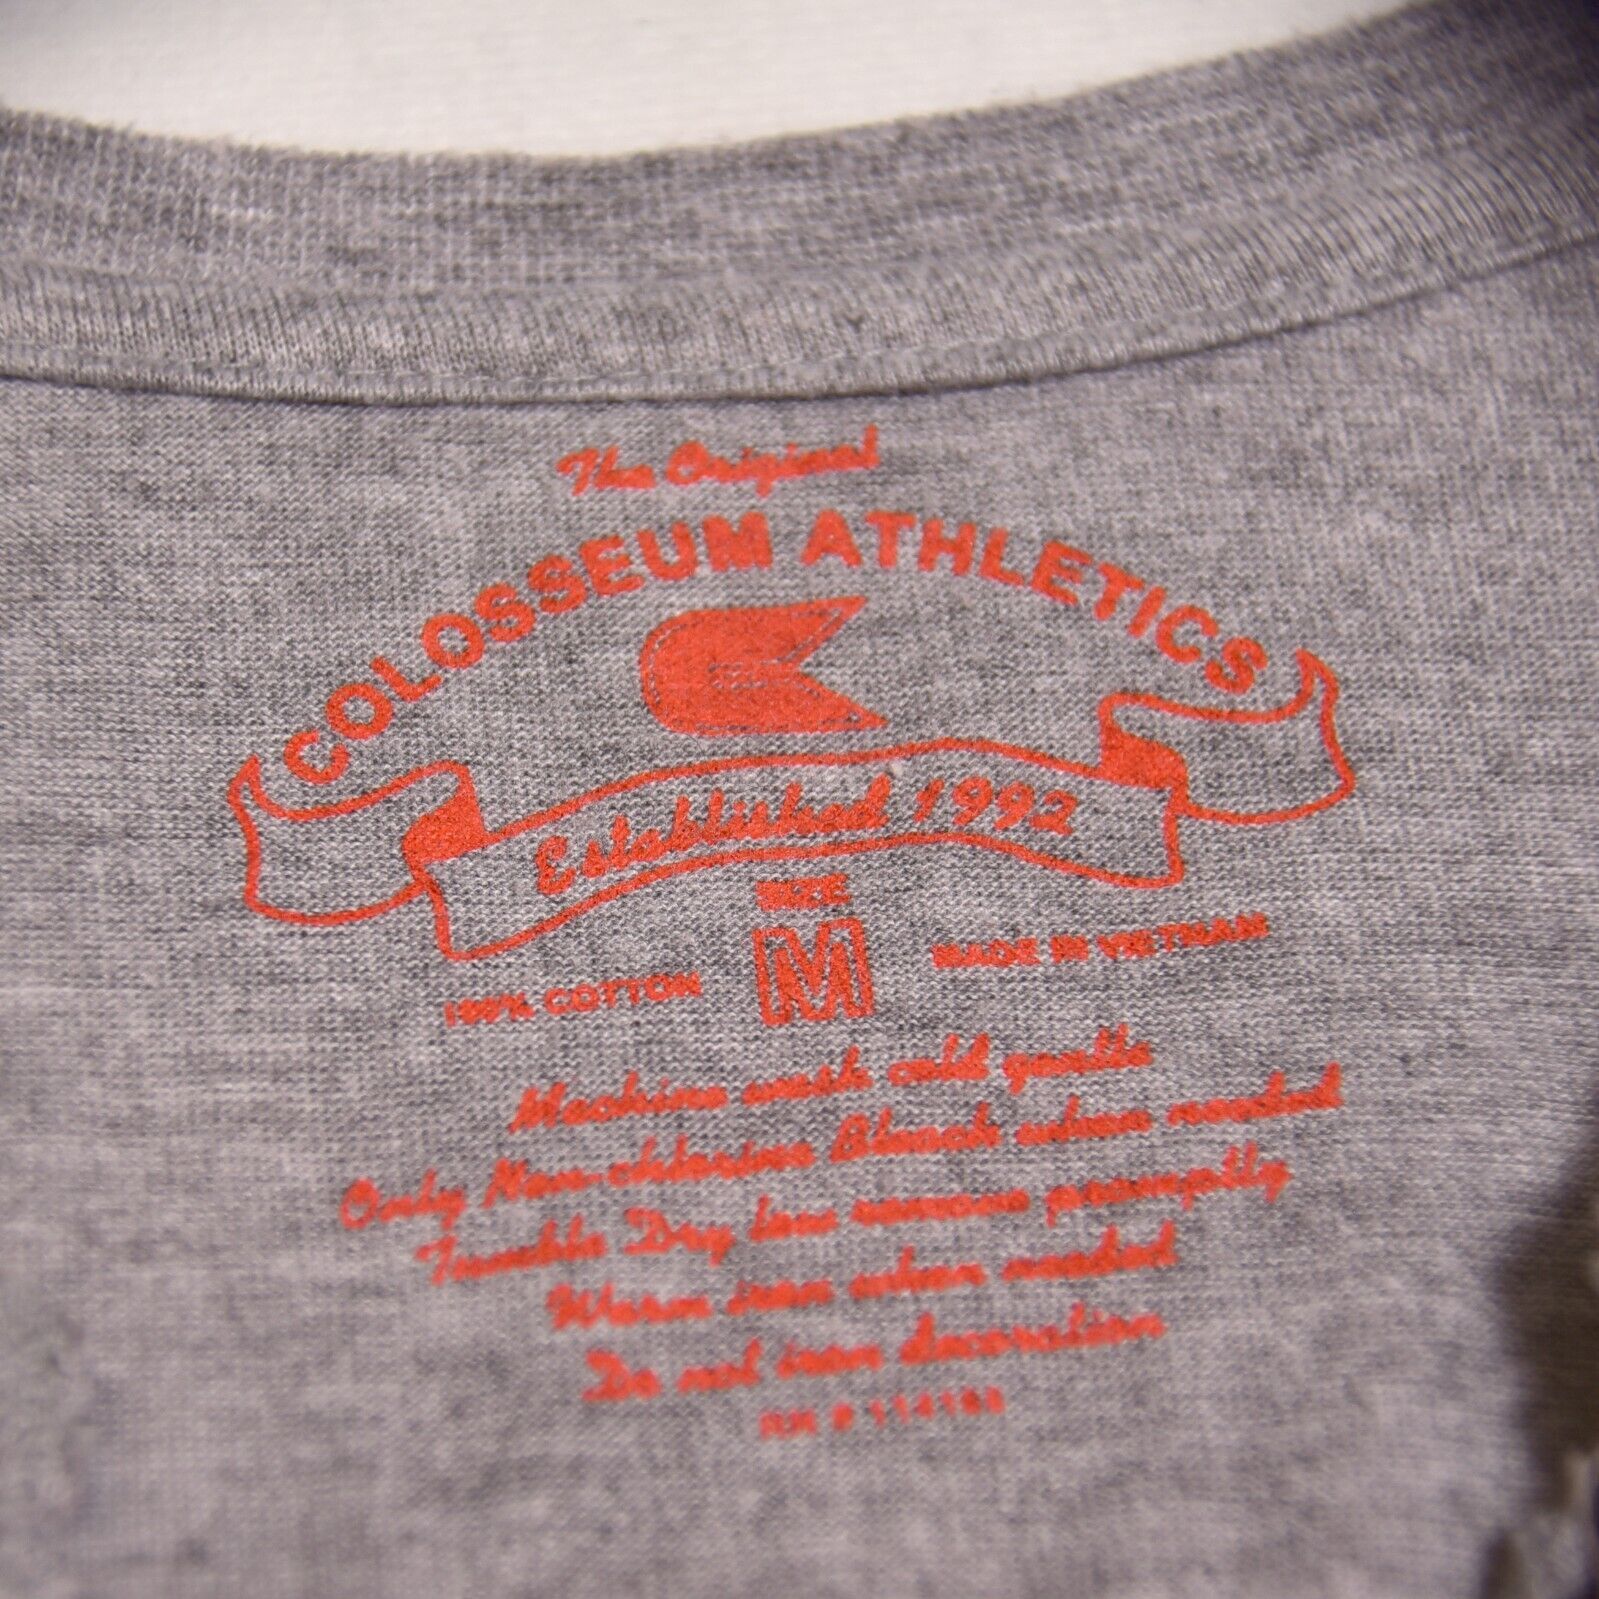 The Original
COLOSSEUM ATHLETICS
Established 1992
SIZE
M
100% COTTON
MADE IN VIETNAM
Machine wash cold gentle
Only Non-chlorine Bleach when needed
Tumble Dry low remove promptly
Warm iron when needed
Do not iron decoration
RN #